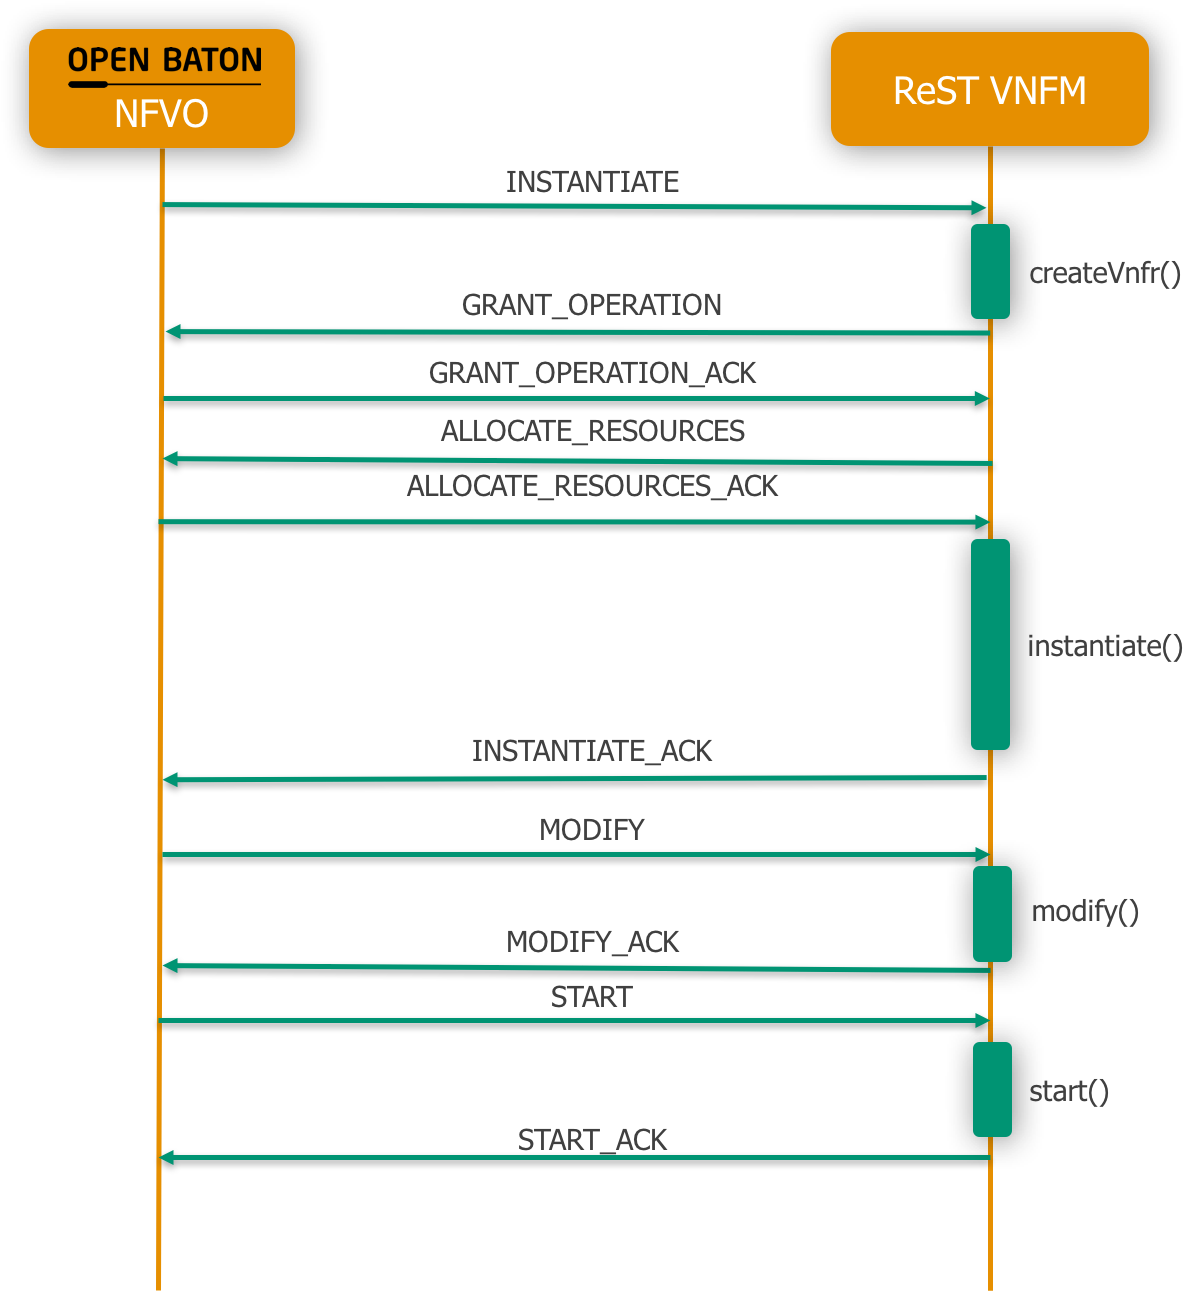 OPEN BATON
NFVO
ReST VNFM
INSTANTIATE
createVnfr()
GRANT_OPERATION
GRANT_OPERATION_ACK
ALLOCATE_RESOURCES
ALLOCATE_RESOURCES_ACK
instantiate()
INSTANTIATE_ACK
MODIFY
modify()
MODIFY_ACK
START
start()
START_ACK